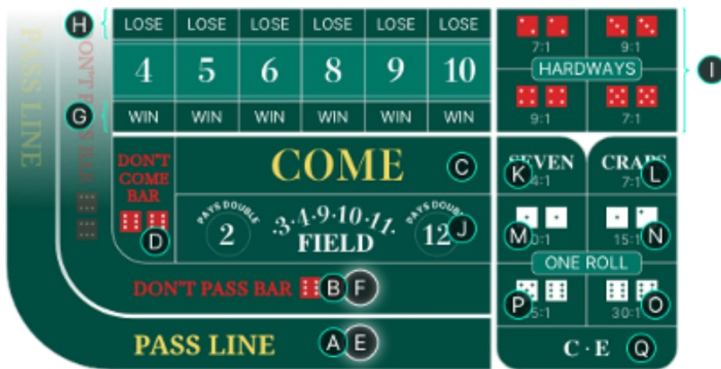 H LOSE LOSE LOSE LOSE LOSE LOSE
4 5 6 8 9 10
G WIN WIN WIN WIN WIN WIN
7:1 9:1
HARDWAYS I
9:1 7:1
PASS LINE
DON'T PASS BAR
DON'T
COME
BAR
D
COME C
PAYS DOUBLE
2
·3·4·9·10·11·
FIELD
PAYS DOUBLE
12 J
DON'T PASS BAR B F
PASS LINE A E
SEVEN CRAPS
K L
4:1 7:1
M N
15:1
ONE ROLL
P O
30:1
C · E Q